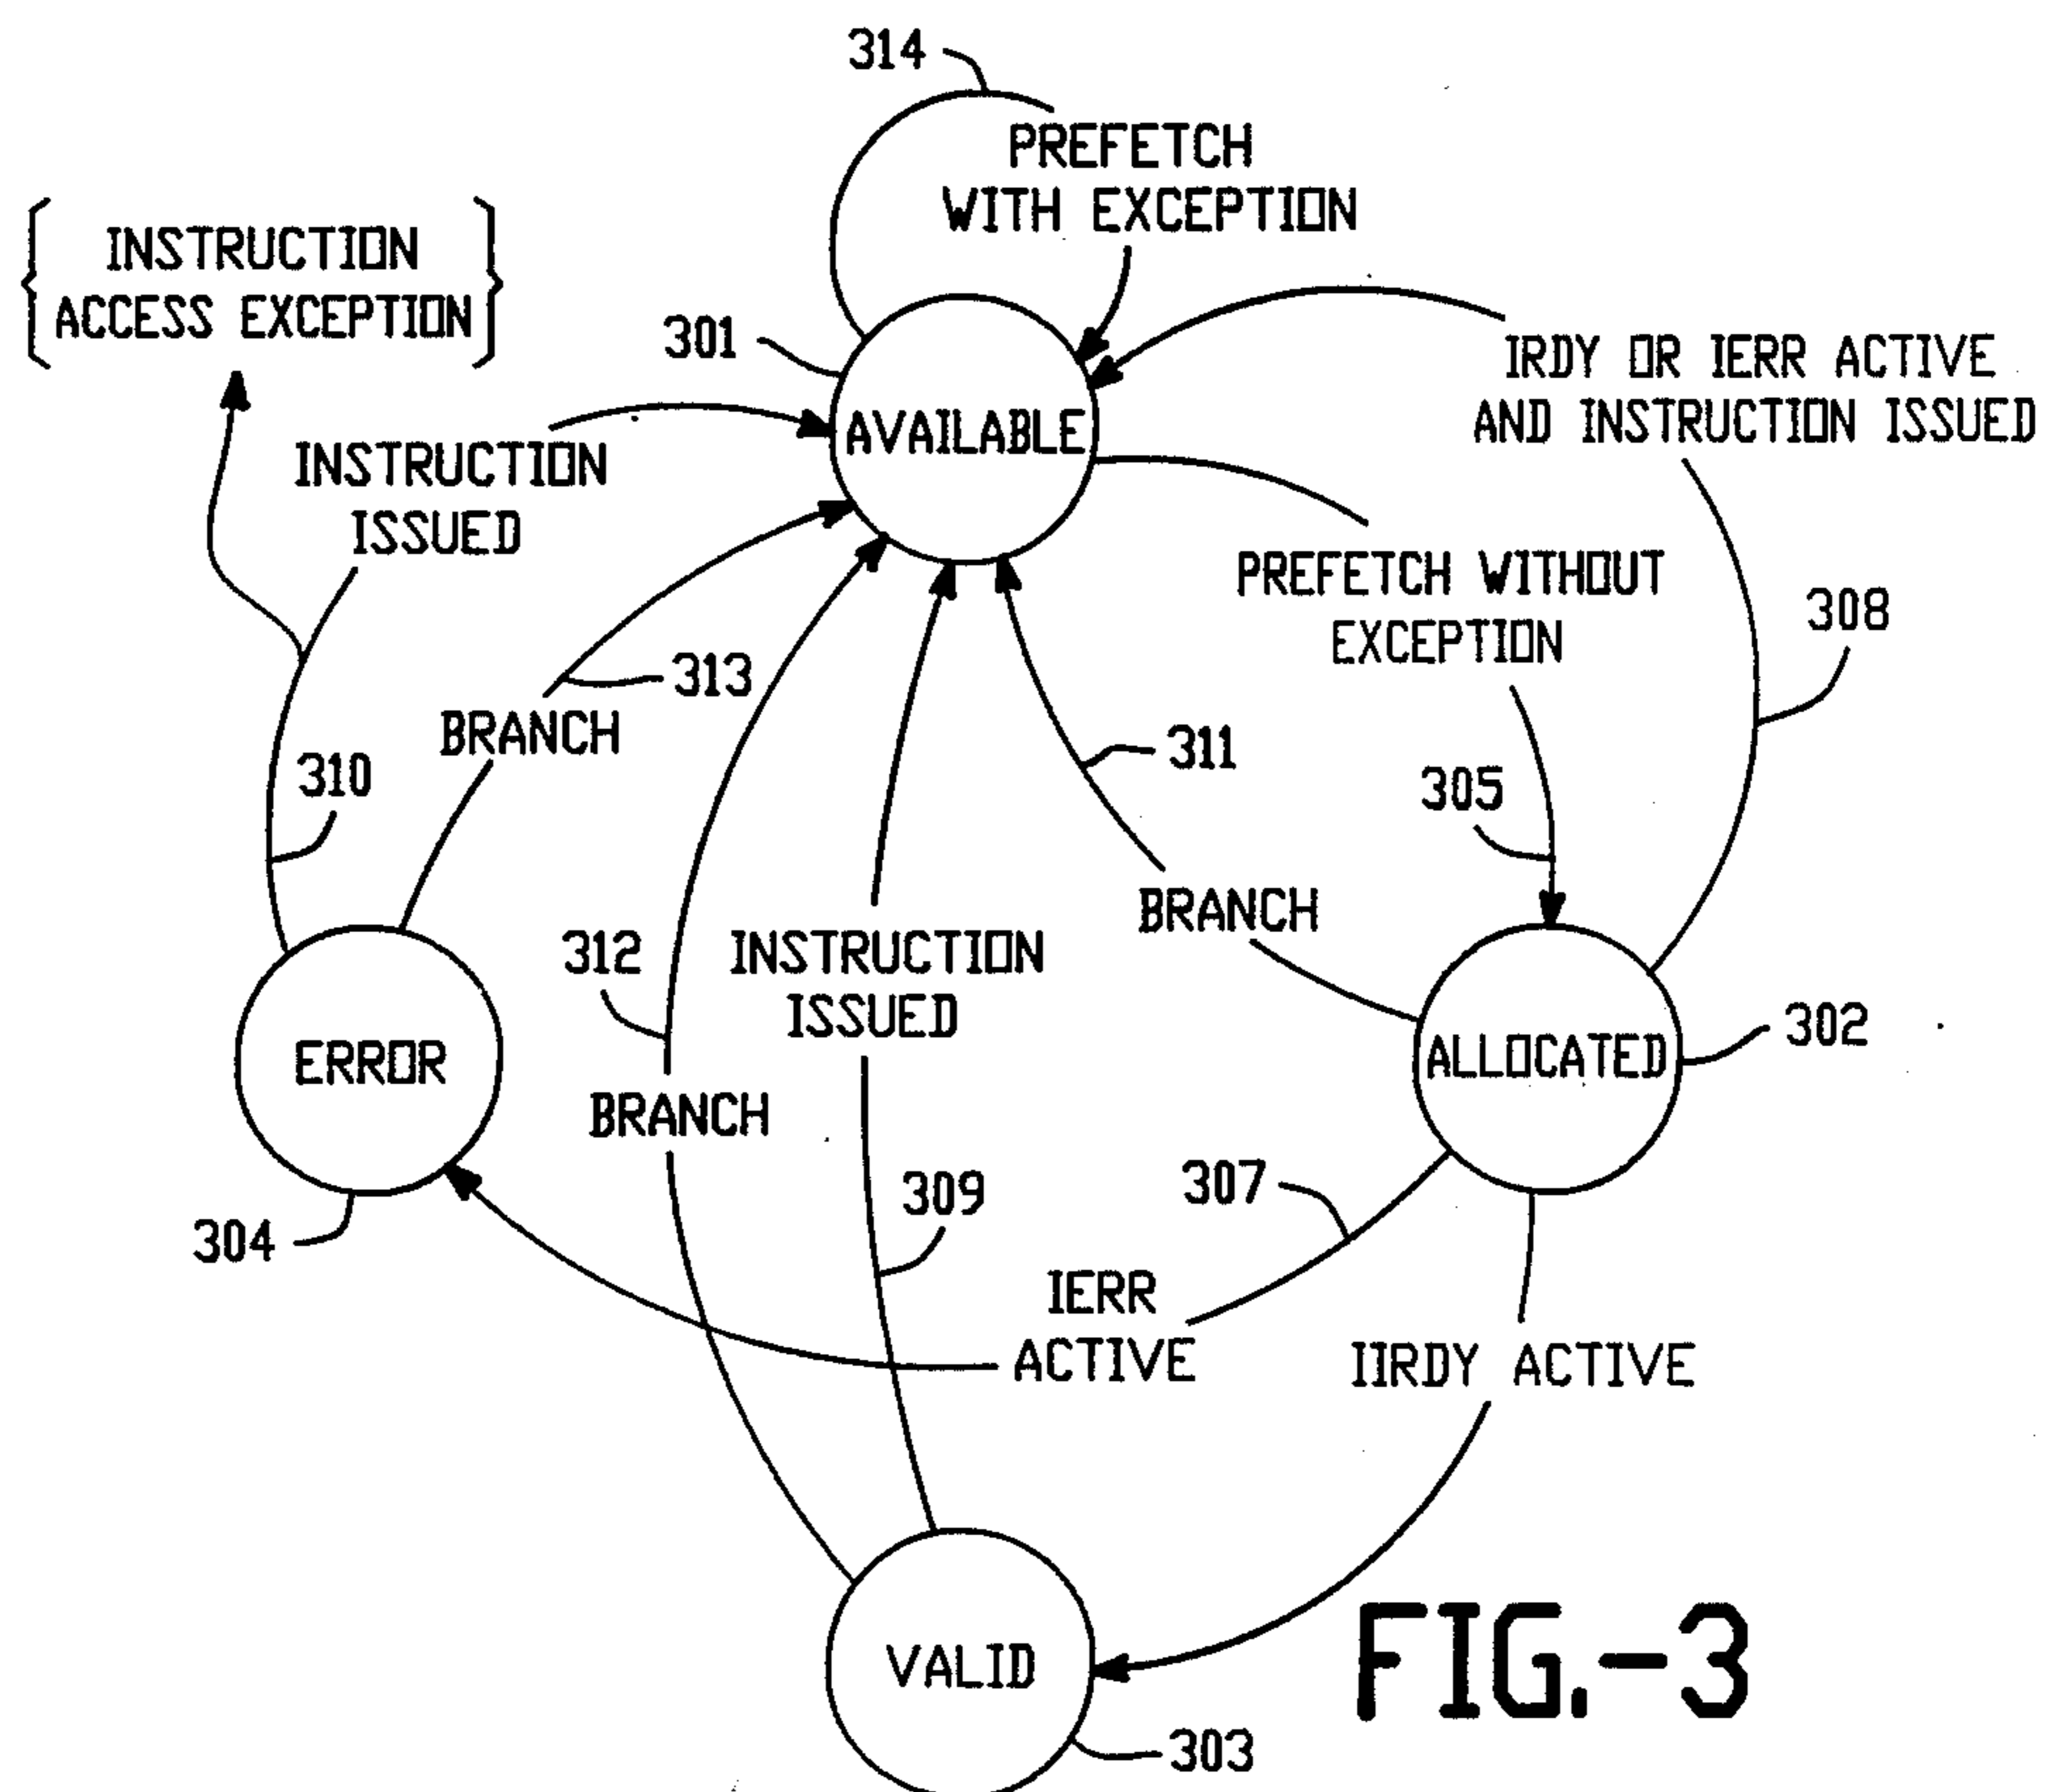 314
PREFETCH
WITH EXCEPTION
INSTRUCTION
ACCESS EXCEPTION
301
IRDY OR IERR ACTIVE
AND INSTRUCTION ISSUED
AVAILABLE
INSTRUCTION
ISSUED
PREFETCH WITHOUT
EXCEPTION
308
313
BRANCH
311
310
305
BRANCH
312
INSTRUCTION
ISSUED
302
ERROR
ALLOCATED
BRANCH
307
309
304
IERR
ACTIVE
IIRDY ACTIVE
VALID
FIG.-3
303